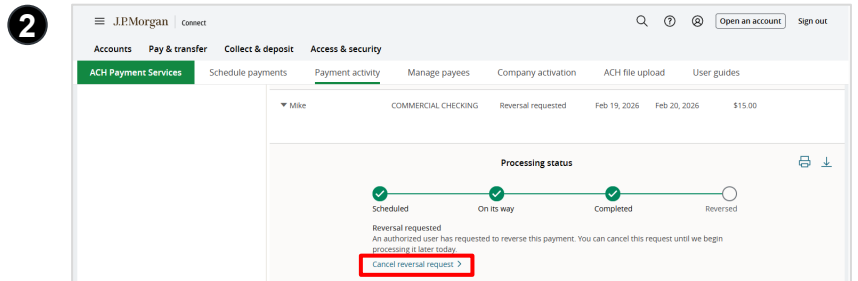 2
J.P.Morgan | Connect
Open an account
Sign out
Accounts Pay & transfer Collect & deposit Access & security
ACH Payment Services Schedule payments Payment activity Manage payees Company activation ACH file upload User guides
Mike COMMERCIAL CHECKING Reversal requested Feb 19, 2026 Feb 20, 2026 $15.00
Processing status
Scheduled On its way Completed Reversed
Reversal requested
An authorized user has requested to reverse this payment. You can cancel this request until we begin
processing it later today.
Cancel reversal request